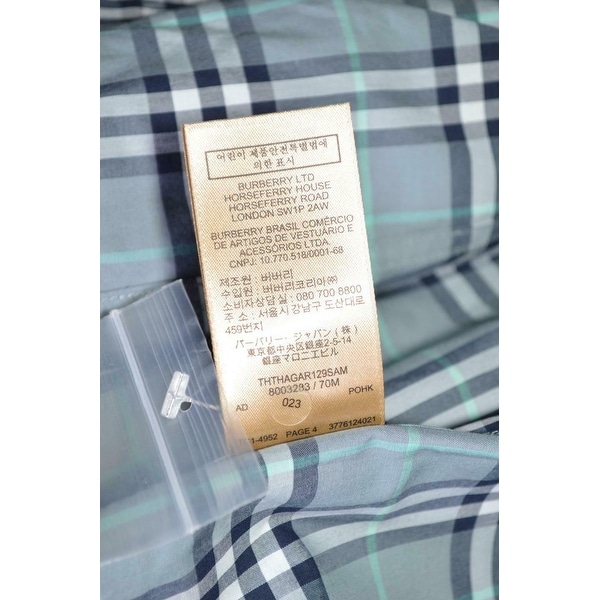 어린이 제품안전특별법에
의한 표시
BURBERRY LTD
HORSEFERRY HOUSE
HORSEFERRY ROAD
LONDON SW1P 2AW
BURBERRY BRASIL COMÉRCIO
DE ARTIGOS DE VESTUÁRIO E
ACESSÓRIOS LTDA.
CNPJ: 10.770.518/0001-68
제조원 : 버버리
수입원 : 버버리코리아㈜
소비자상담실 : 080 700 8800
주 소 : 서울시 강남구 도산대로
459번지
バーバリー・ジャパン（株）
東京都中央区銀座2-5-14
銀座マロニエビル
THTHAGAR129SAM
8003283 / 70M
AD 023 POHK
1-4952 PAGE 4 3776124021